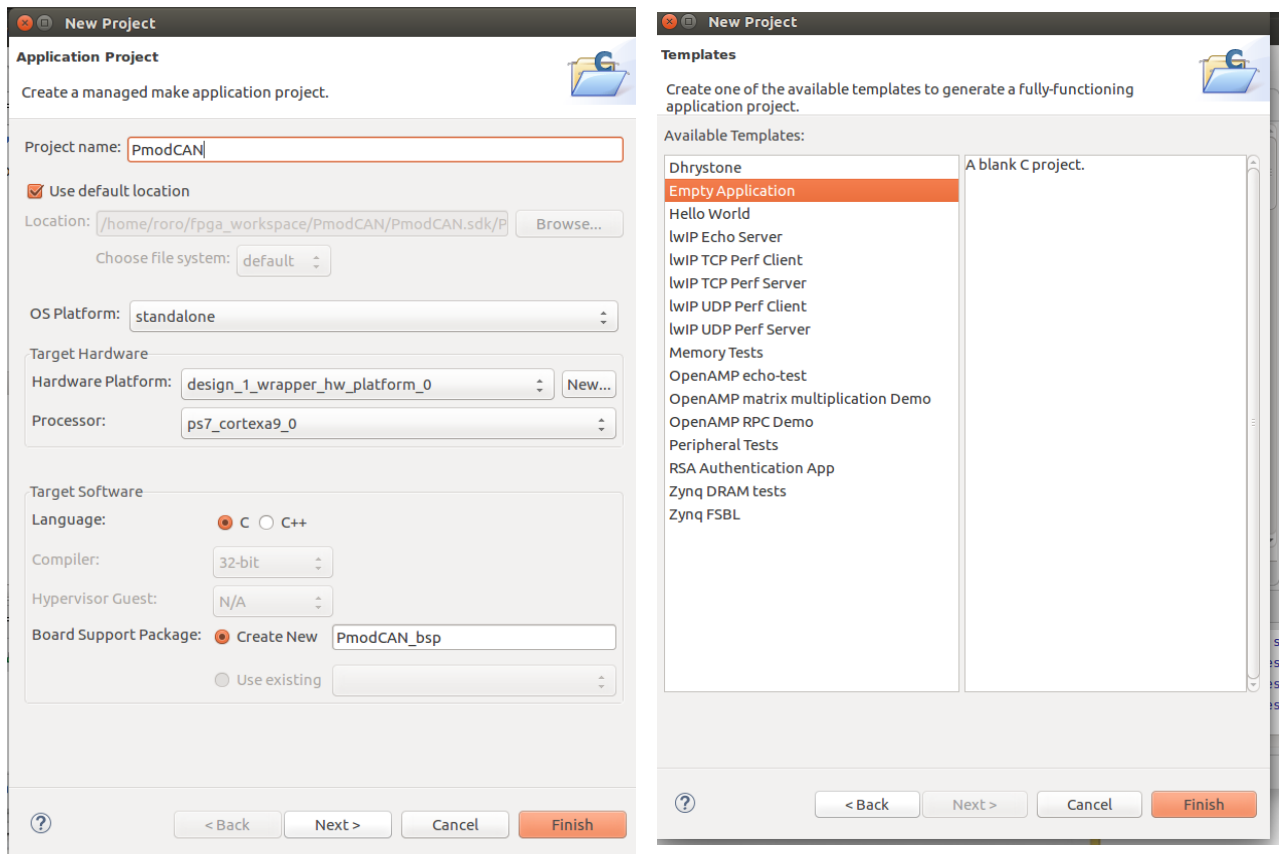 New Project
Application Project
Create a managed make application project.
Project name: PmodCAN
Use default location
Location: /home/roro/fpga_workspace/PmodCAN/PmodCAN.sdk/P Browse...
Choose file system: default
OS Platform: standalone
Target Hardware
Hardware Platform: design_1_wrapper_hw_platform_0 New...
Processor: ps7_cortexa9_0
Target Software
Language: C C++
Compiler: 32-bit
Hypervisor Guest: N/A
Board Support Package: Create New PmodCAN_bsp
Use existing
? < Back Next > Cancel Finish
New Project
Templates
Create one of the available templates to generate a fully-functioning
application project.
Available Templates:
Dhrystone
Empty Application
Hello World
lwIP Echo Server
lwIP TCP Perf Client
lwIP TCP Perf Server
lwIP UDP Perf Client
lwIP UDP Perf Server
Memory Tests
OpenAMP echo-test
OpenAMP matrix multiplication Demo
OpenAMP RPC Demo
Peripheral Tests
RSA Authentication App
Zynq DRAM tests
Zynq FSBL
A blank C project.
? < Back Next > Cancel Finish